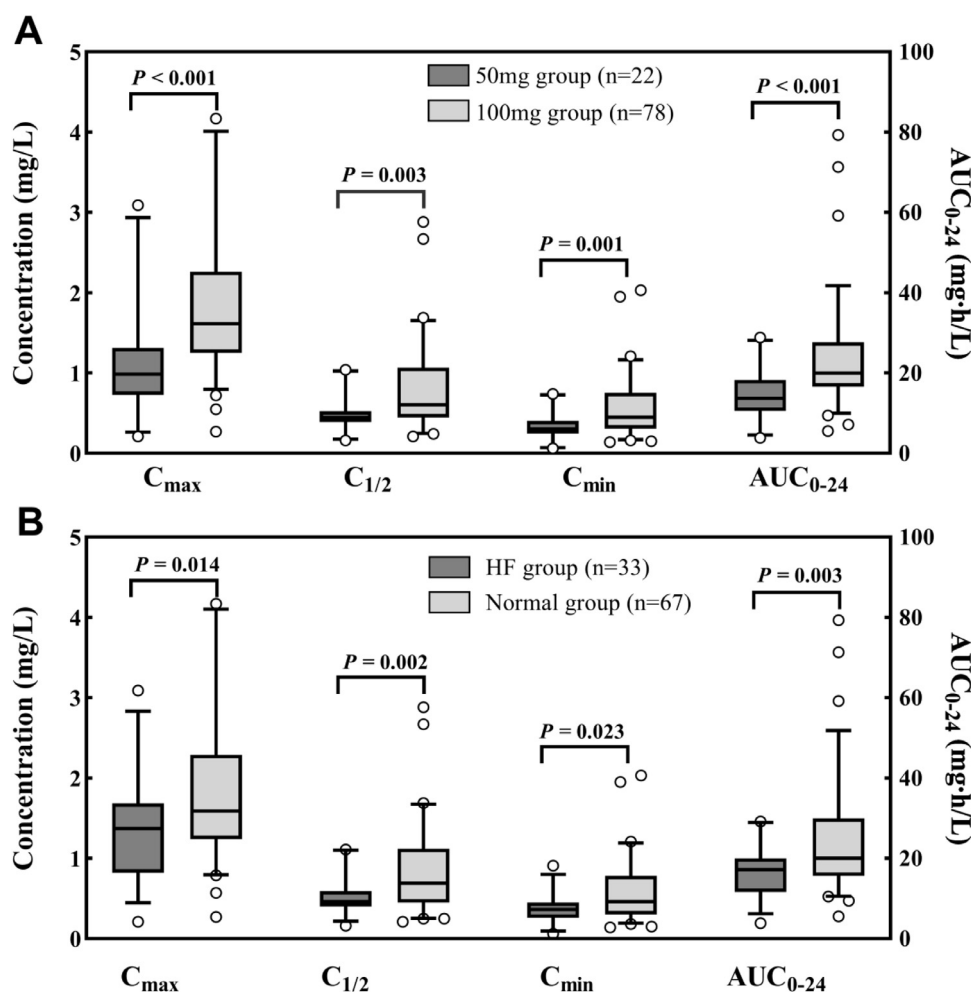 A
5
4
3
2
1
0
Concentration (mg/L)
100
80
60
40
20
0
AUC0-24 (mg·h/L)
50mg group (n=22)
100mg group (n=78)
P < 0.001
P = 0.003
P = 0.001
P < 0.001
Cmax
C1/2
Cmin
AUC0-24
B
5
4
3
2
1
0
Concentration (mg/L)
100
80
60
40
20
0
AUC0-24 (mg·h/L)
HF group (n=33)
Normal group (n=67)
P = 0.014
P = 0.002
P = 0.023
P = 0.003
Cmax
C1/2
Cmin
AUC0-24